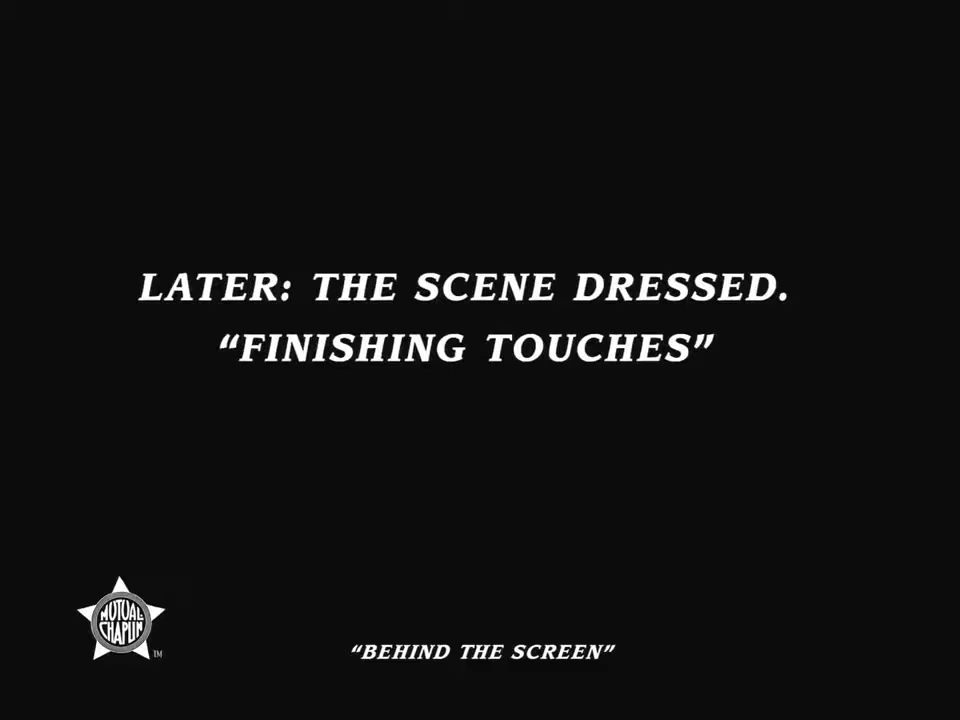 LATER: THE SCENE DRESSED.
“FINISHING TOUCHES”
MUTUAL-
CHAPLIN
TM
“BEHIND THE SCREEN”